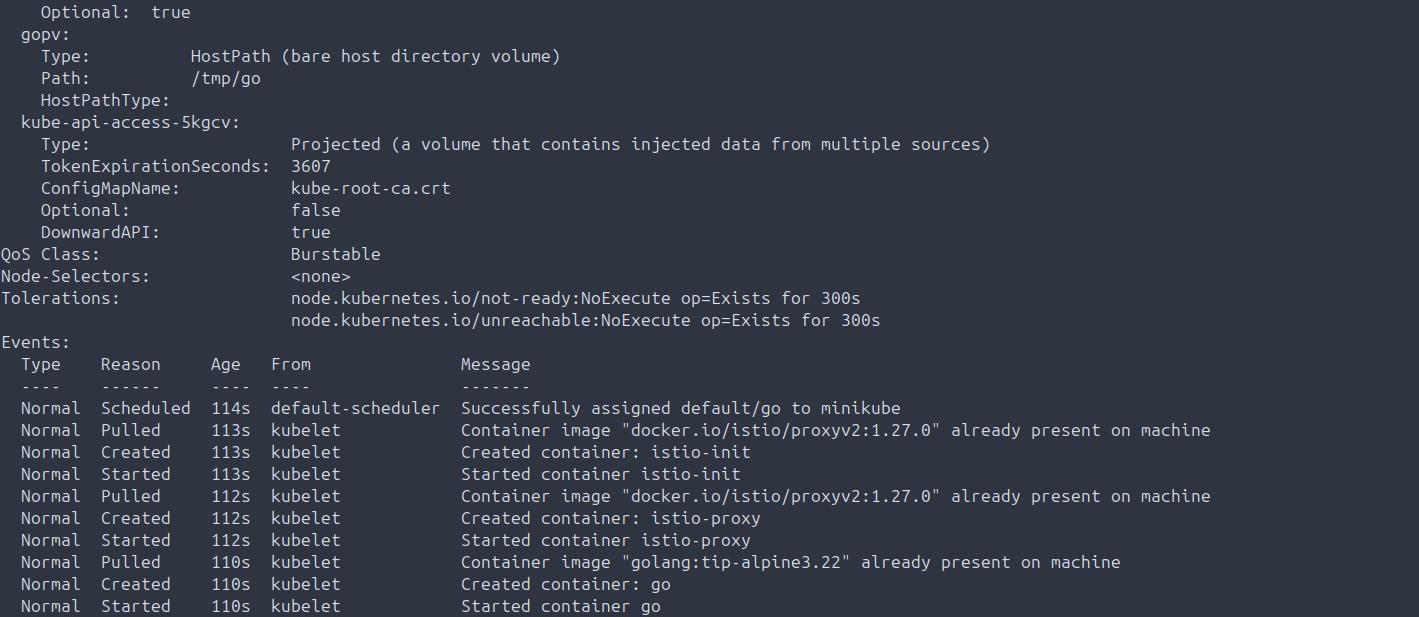 Optional:  true
  gopv:
    Type:          HostPath (bare host directory volume)
    Path:          /tmp/go
    HostPathType:
  kube-api-access-5kgcv:
    Type:                    Projected (a volume that contains injected data from multiple sources)
    TokenExpirationSeconds:  3607
    ConfigMapName:           kube-root-ca.crt
    Optional:                false
    DownwardAPI:             true
QoS Class:                   Burstable
Node-Selectors:              <none>
Tolerations:                 node.kubernetes.io/not-ready:NoExecute op=Exists for 300s
                             node.kubernetes.io/unreachable:NoExecute op=Exists for 300s
Events:
  Type    Reason     Age   From               Message
  ----    ------     ----  ----               -------
  Normal  Scheduled  114s  default-scheduler  Successfully assigned default/go to minikube
  Normal  Pulled     113s  kubelet            Container image "docker.io/istio/proxyv2:1.27.0" already present on machine
  Normal  Created    113s  kubelet            Created container: istio-init
  Normal  Started    113s  kubelet            Started container istio-init
  Normal  Pulled     112s  kubelet            Container image "docker.io/istio/proxyv2:1.27.0" already present on machine
  Normal  Created    112s  kubelet            Created container: istio-proxy
  Normal  Started    112s  kubelet            Started container istio-proxy
  Normal  Pulled     110s  kubelet            Container image "golang:tip-alpine3.22" already present on machine
  Normal  Created    110s  kubelet            Created container: go
  Normal  Started    110s  kubelet            Started container go